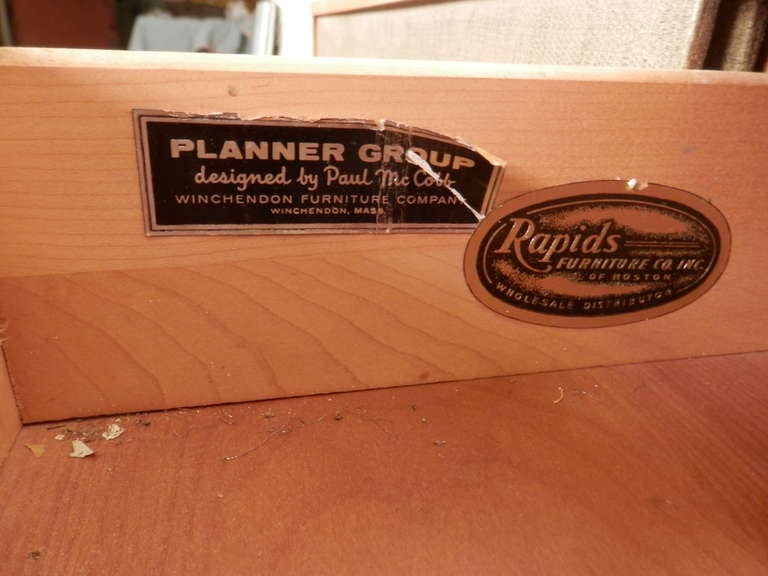 PLANNER GROUP
designed by Paul McCobb
WINCHENDON FURNITURE COMPANY
WINCHENDON, MASS.
Rapids
FURNITURE CO. INC.
OF BOSTON
WHOLESALE DISTRIBUTOR